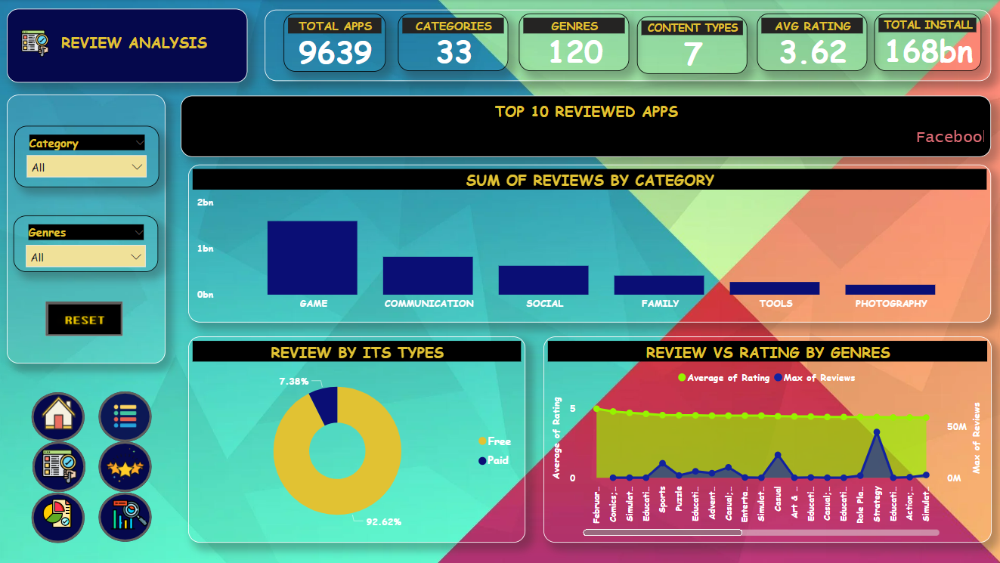 REVIEW ANALYSIS
TOTAL APPS
9639
CATEGORIES
33
GENRES
120
CONTENT TYPES
7
AVG RATING
3.62
TOTAL INSTALL
168bn
Category
All
Genres
All
RESET
TOP 10 REVIEWED APPS
Faceboo
SUM OF REVIEWS BY CATEGORY
2bn
1bn
0bn
GAME COMMUNICATION SOCIAL FAMILY TOOLS PHOTOGRAPHY
REVIEW BY ITS TYPES
7.38%
92.62%
Free
Paid
REVIEW VS RATING BY GENRES
Average of Rating Max of Reviews
Average of Rating
5
0
50M
0M
Max of Reviews
Februar...
Comics;...
Simulat...
Educati...
Sports
Puzzle
Educati...
Advent...
Casual;...
Enterta...
Simulat...
Casual
Art & ...
Educati...
Casual;...
Educati...
Role Pla...
Strategy
Educati...
Action;...
Simulat...